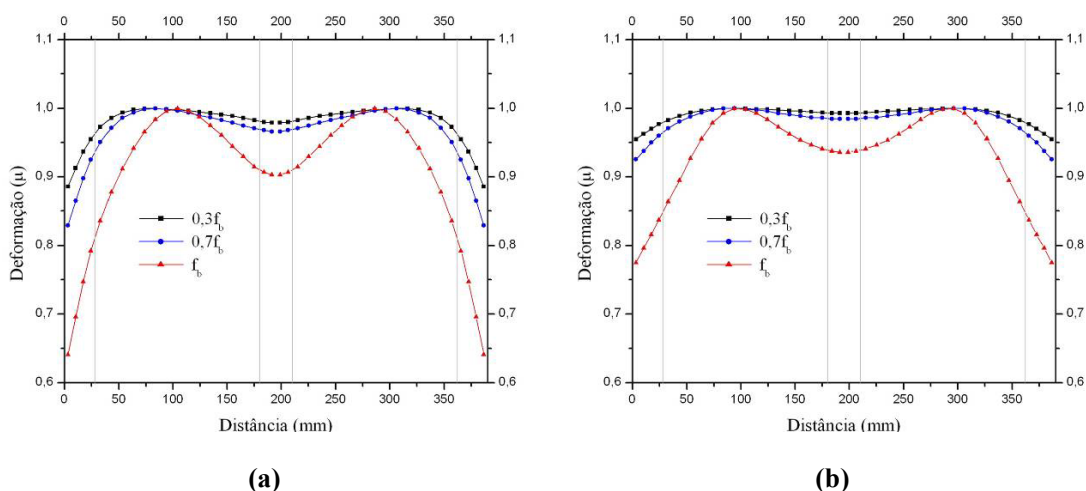 0 50 100 150 200 250 300 350
1,1 1,1
1,0 1,0
0,9 0,9
0,8 0,8
0,7 0,7
0,6 0,6
Deformação (μ)
0,3f_b
0,7f_b
f_b
0 50 100 150 200 250 300 350
Distância (mm)
(a)
0 50 100 150 200 250 300 350
1,1 1,1
1,0 1,0
0,9 0,9
0,8 0,8
0,7 0,7
0,6 0,6
Deformação (μ)
0,3f_b
0,7f_b
f_b
0 50 100 150 200 250 300 350
Distância (mm)
(b)